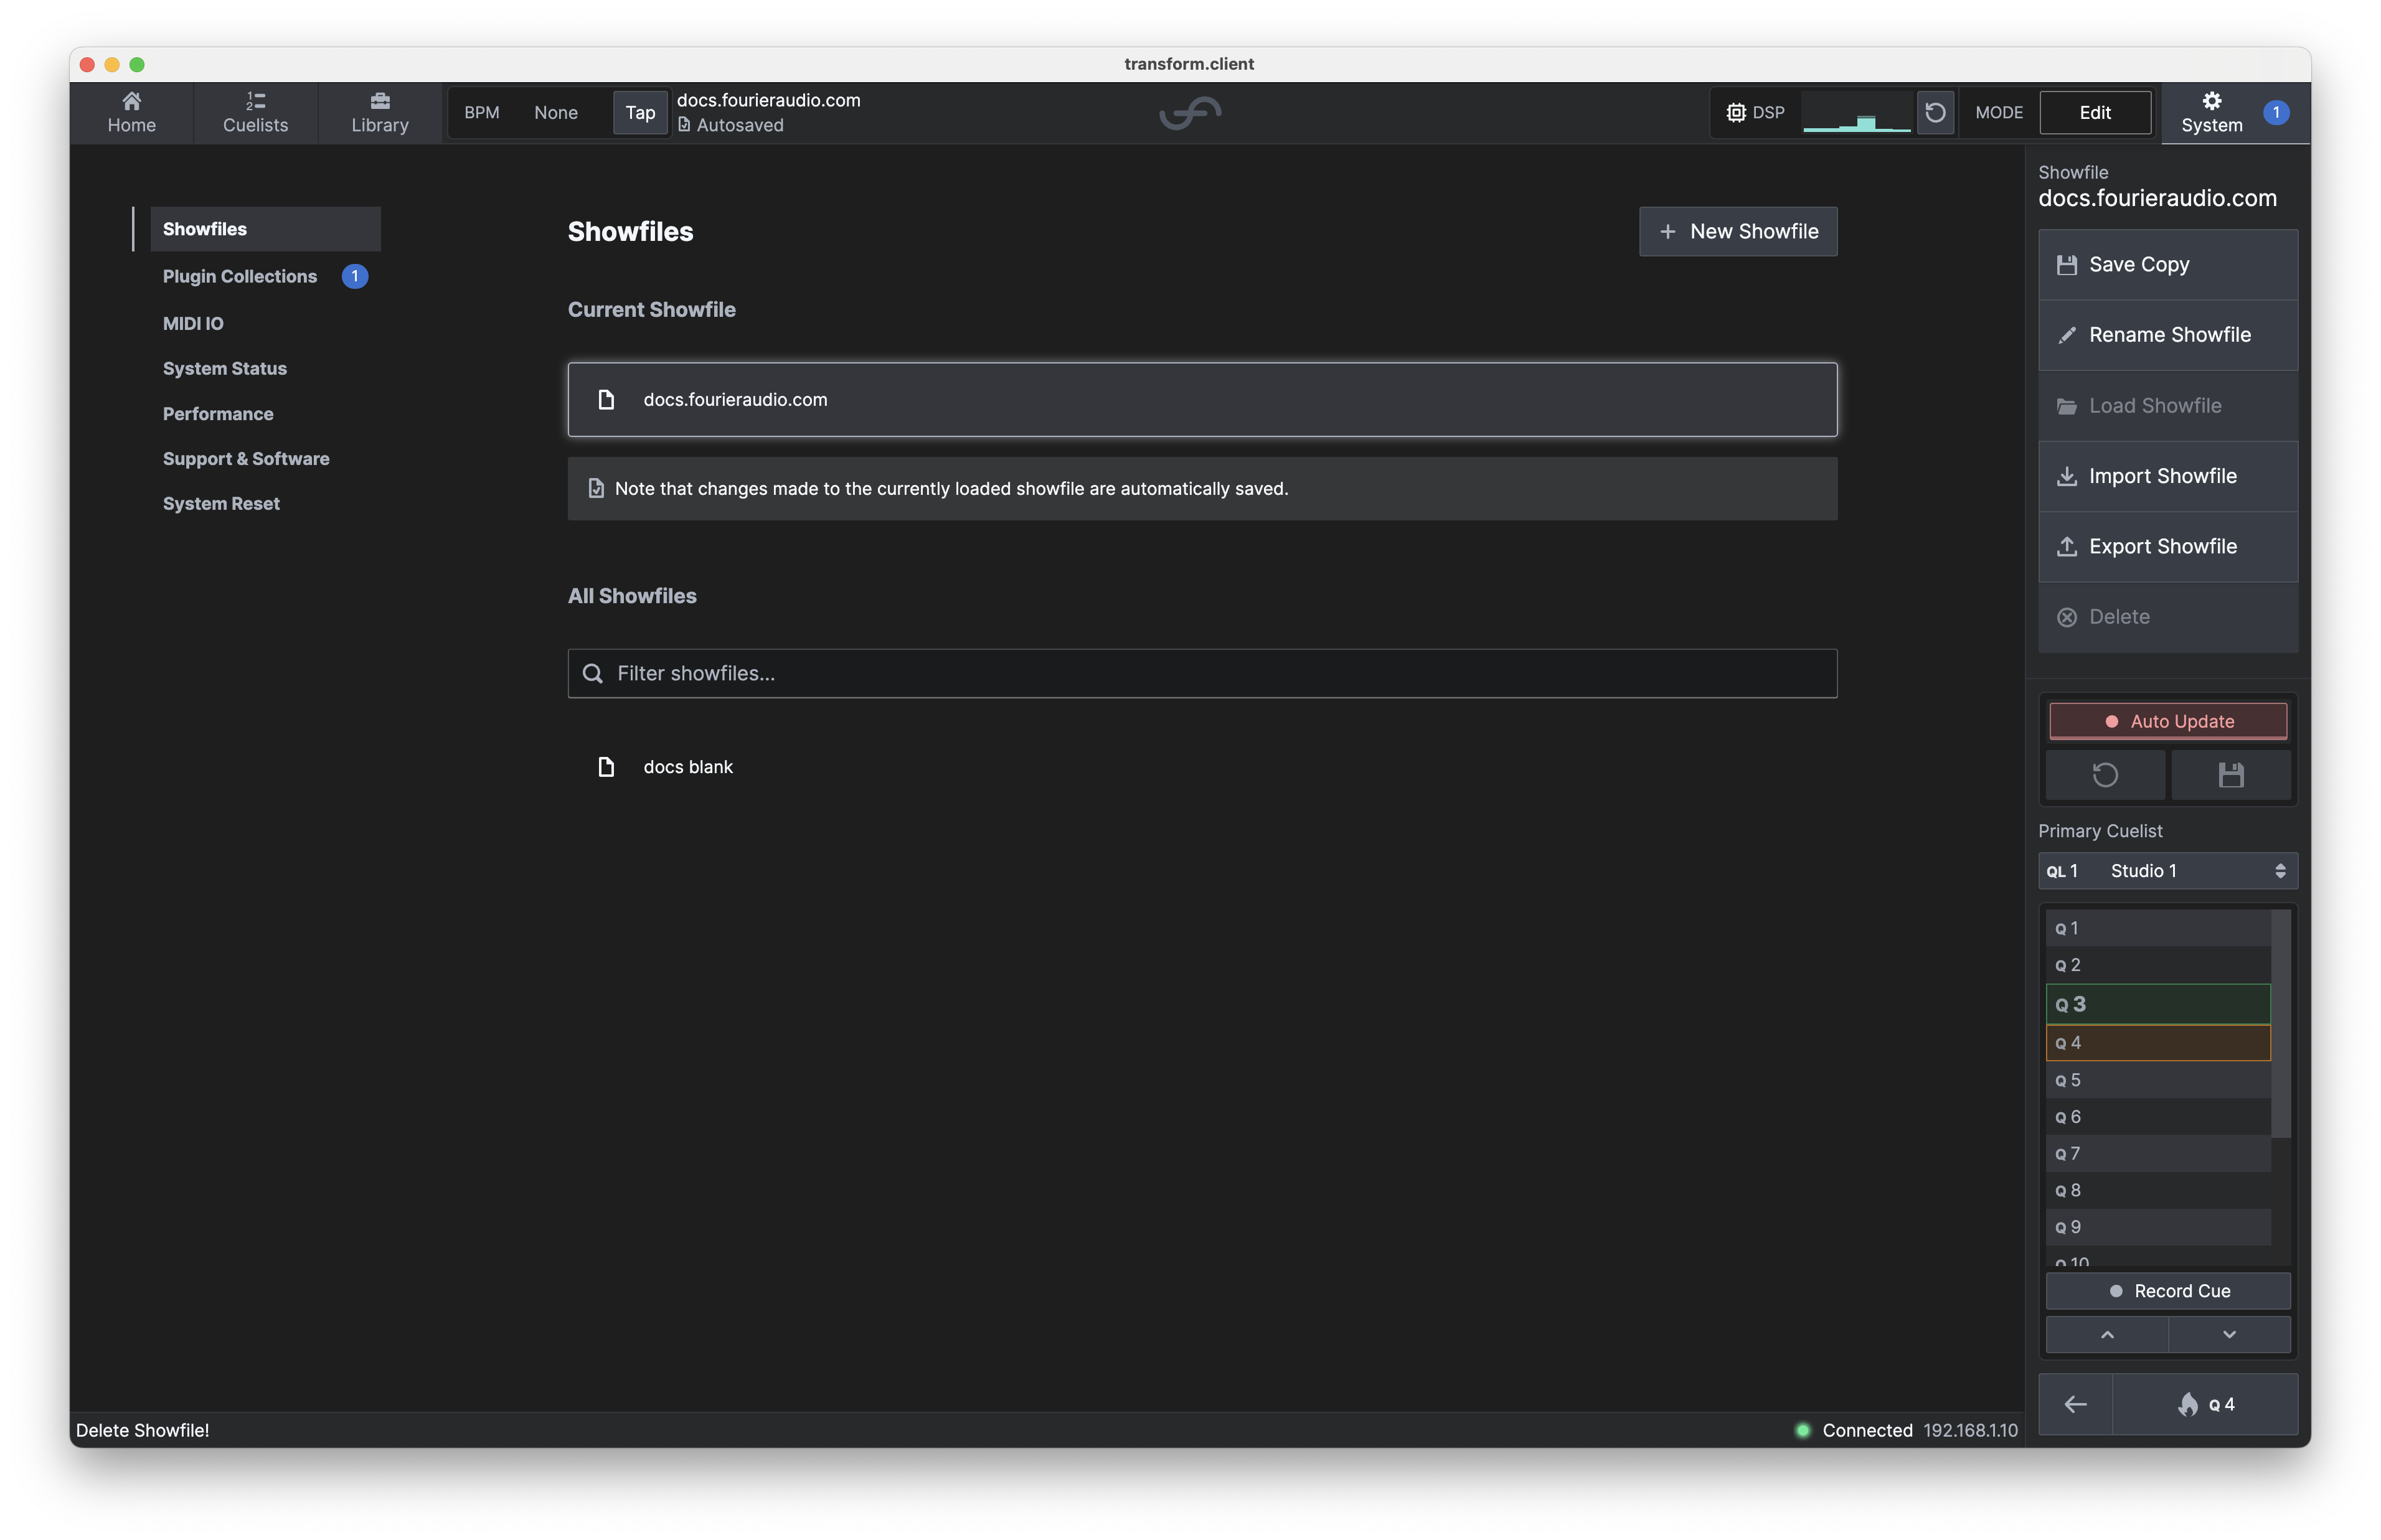 transform.client
Home
Cuelists
Library
BPM None Tap
docs.fourieraudio.com
Autosaved
DSP
MODE Edit
System 1
Showfiles
Plugin Collections 1
MIDI IO
System Status
Performance
Support & Software
System Reset
Showfiles
+ New Showfile
Current Showfile
docs.fourieraudio.com
Note that changes made to the currently loaded showfile are automatically saved.
All Showfiles
Filter showfiles...
docs blank
Showfile
docs.fourieraudio.com
Save Copy
Rename Showfile
Load Showfile
Import Showfile
Export Showfile
Delete
Auto Update
Primary Cuelist
QL 1 Studio 1
Q 1
Q 2
Q 3
Q 4
Q 5
Q 6
Q 7
Q 8
Q 9
Q 10
Record Cue
Q 4
Delete Showfile!
Connected 192.168.1.10